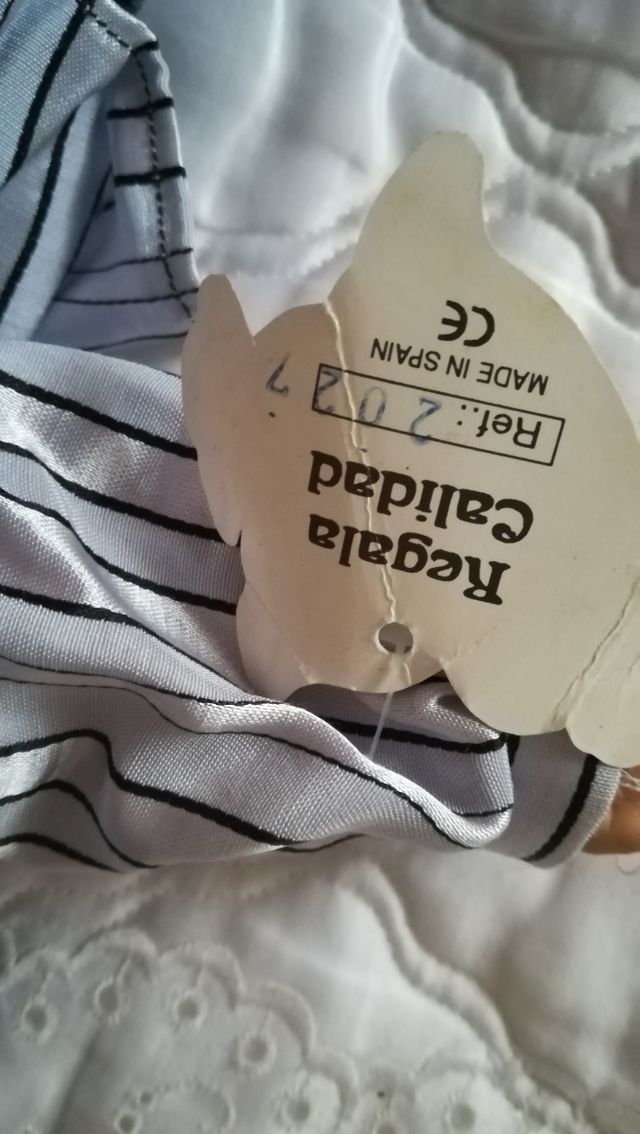 Regala
Calidad
Ref.: 2027
MADE IN SPAIN
CE